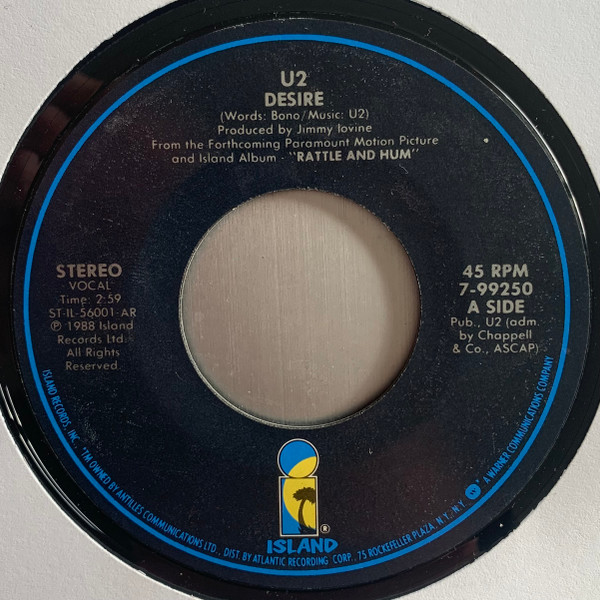 U2
DESIRE
(Words: Bono/Music: U2)
Produced by Jimmy Iovine
From the Forthcoming Paramount Motion Picture
and Island Album - "RATTLE AND HUM"
STEREO
VOCAL
Time: 2:59
ST-IL-56001-AR
℗ 1988 Island
Records Ltd.
All Rights
Reserved
45 RPM
7-99250
A SIDE
Pub., U2 (adm.
by Chappell
& Co., ASCAP)
ISLAND ®
ISLAND RECORDS, INC. *TM OWNED BY ANTILLES COMMUNICATIONS LTD., DIST. BY ATLANTIC RECORDING CORP. 75 ROCKEFELLER PLAZA, N.Y., N.Y. * A WARNER COMMUNICATIONS COMPANY